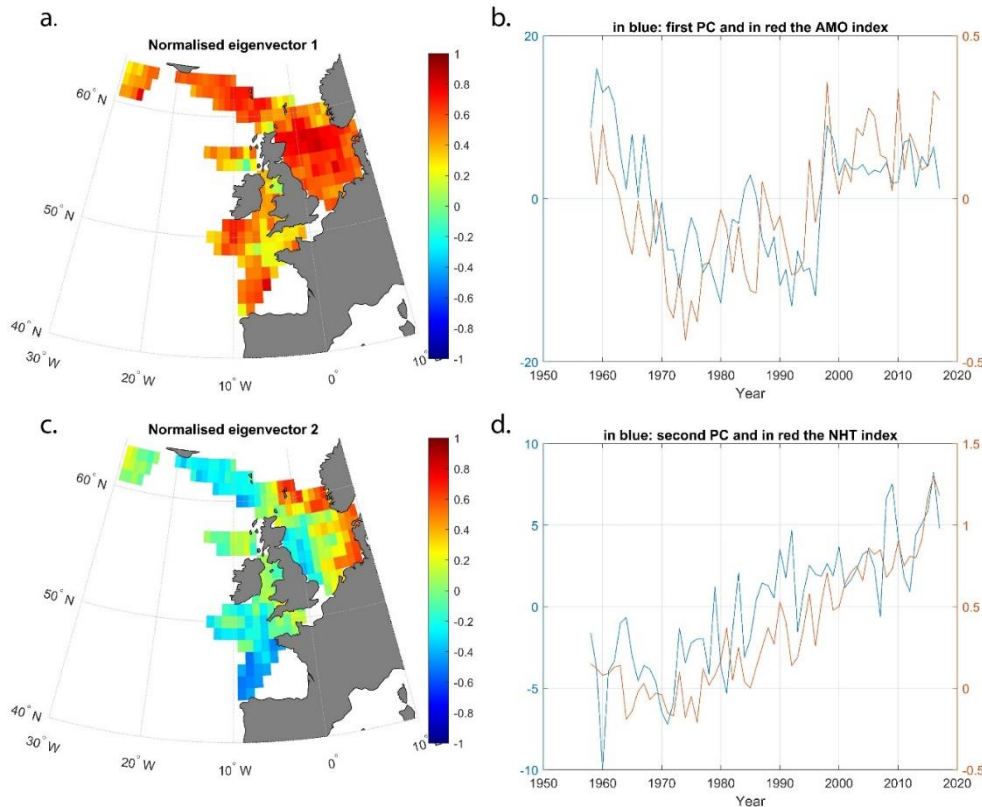 a.
Normalised eigenvector 1
60° N
50° N
40° N
30° W
20° W
10° W
0°
10°
1
0.8
0.6
0.4
0.2
0
-0.2
-0.4
-0.6
-0.8
-1
b.
in blue: first PC and in red the AMO index
20
10
0
-10
-20
0.5
0
0.5
1950 1960 1970 1980 1990 2000 2010 2020
Year
c.
Normalised eigenvector 2
60° N
50° N
40° N
30° W
20° W
10° W
0°
10°
1
0.8
0.6
0.4
0.2
0
-0.2
-0.4
-0.6
-0.8
-1
d.
in blue: second PC and in red the NHT index
10
5
0
-5
-10
1.5
1
0.5
0
-0.5
1950 1960 1970 1980 1990 2000 2010 2020
Year